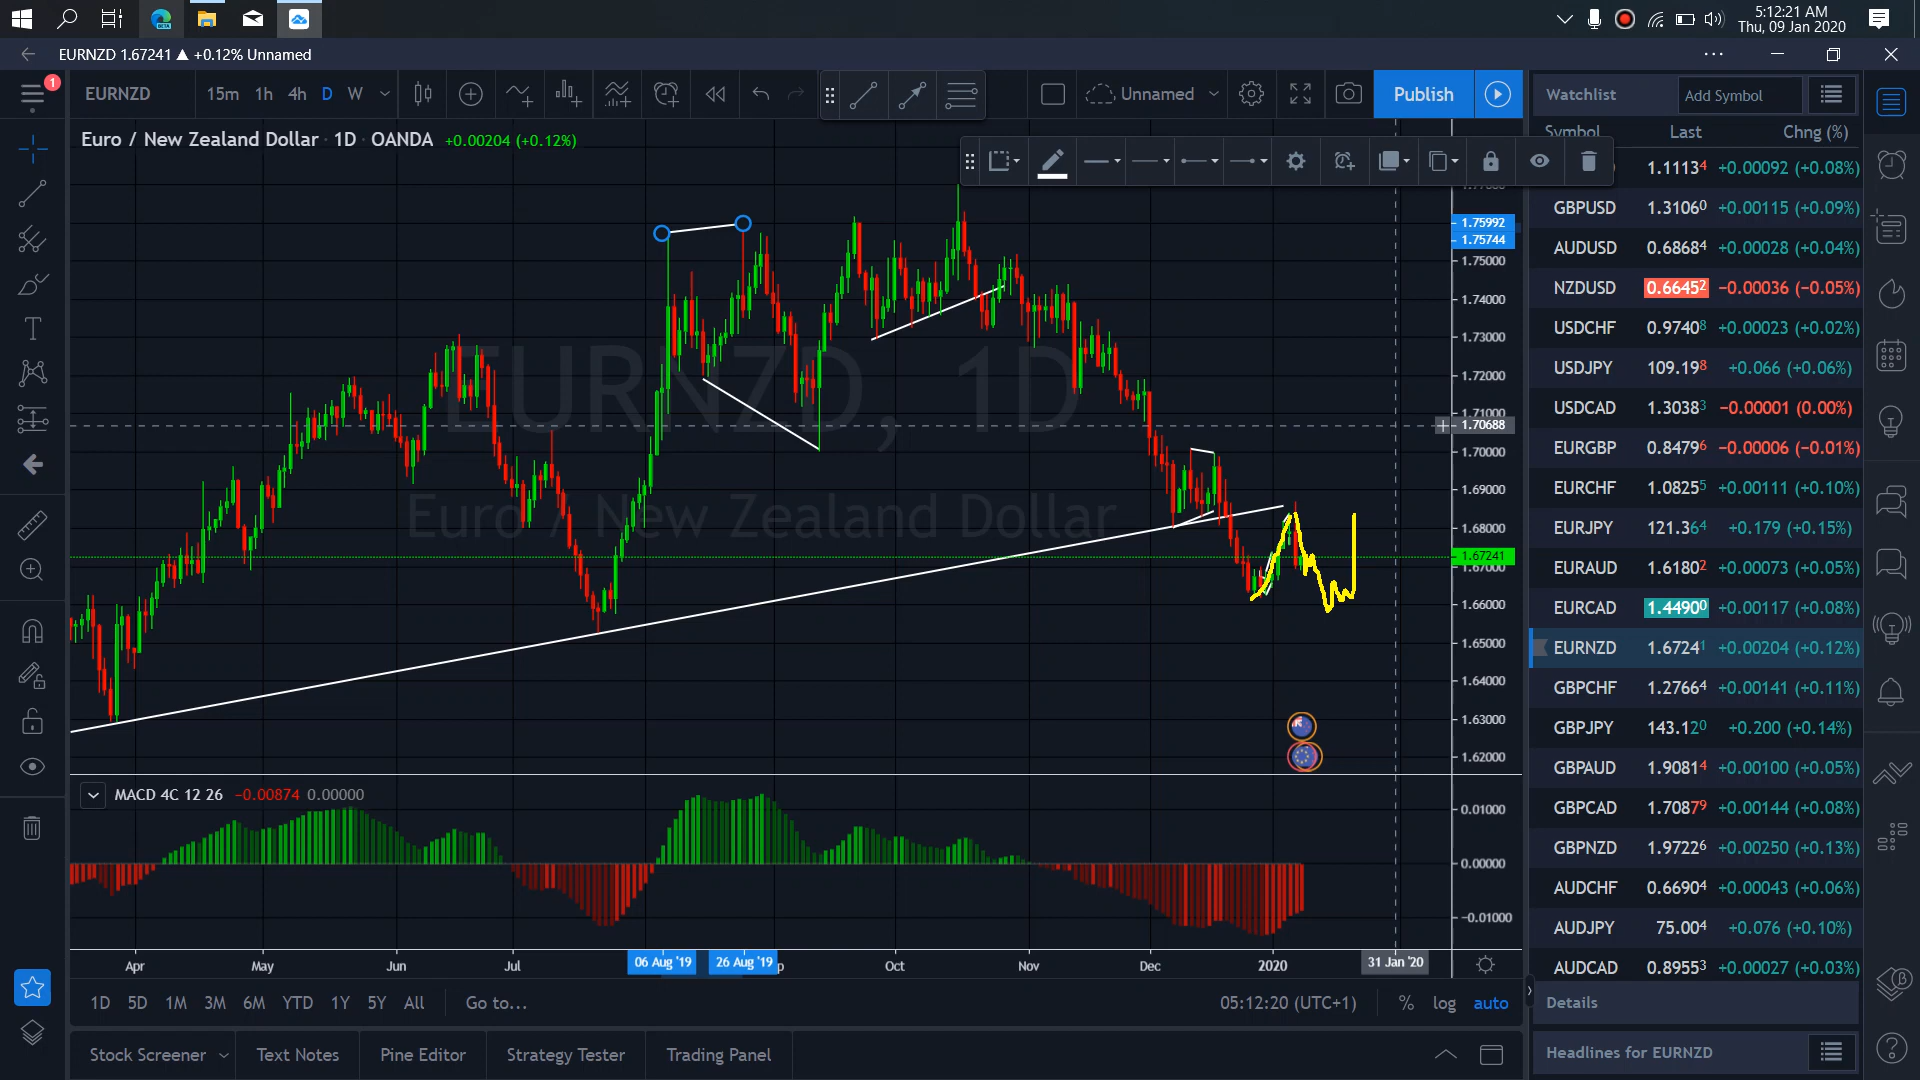 5:12:21 AM
Thu, 09 Jan 2020
EURNZD 1.67241 ▲ +0.12% Unnamed
1
EURNZD 15m 1h 4h D W
Unnamed
Publish
Watchlist
Add Symbol
Euro / New Zealand Dollar · 1D · OANDA +0.00204 (+0.12%)
Symbol Last Chng (%)
1.11134 +0.00092 (+0.08%)
GBPUSD 1.31060 +0.00115 (+0.09%)
AUDUSD 0.68684 +0.00028 (+0.04%)
NZDUSD 0.66452 −0.00036 (−0.05%)
USDCHF 0.97408 +0.00023 (+0.02%)
USDJPY 109.198 +0.066 (+0.06%)
USDCAD 1.30383 −0.00001 (0.00%)
EURGBP 0.84796 −0.00006 (−0.01%)
EURCHF 1.08255 +0.00111 (+0.10%)
EURJPY 121.364 +0.179 (+0.15%)
EURAUD 1.61802 +0.00073 (+0.05%)
EURCAD 1.44900 +0.00117 (+0.08%)
EURNZD 1.67241 +0.00204 (+0.12%)
GBPCHF 1.27664 +0.00141 (+0.11%)
GBPJPY 143.120 +0.200 (+0.14%)
GBPAUD 1.90814 +0.00100 (+0.05%)
GBPCAD 1.70879 +0.00144 (+0.08%)
GBPNZD 1.97226 +0.00250 (+0.13%)
AUDCHF 0.66904 +0.00043 (+0.06%)
AUDJPY 75.004 +0.076 (+0.10%)
AUDCAD 0.89553 +0.00027 (+0.03%)
Details
Headlines for EURNZD
EURNZD, 1D
Euro / New Zealand Dollar
1.75992
1.75744
1.75000
1.74000
1.73000
1.72000
1.71000
1.70688
1.70000
1.69000
1.68000
1.67241
1.67000
1.66000
1.65000
1.64000
1.63000
1.62000
MACD 4C 12 26 −0.00874 0.00000
0.01000
0.00000
−0.01000
Apr May Jun Jul 06 Aug '19 26 Aug '19 Oct Nov Dec 2020 31 Jan '20
1D 5D 1M 3M 6M YTD 1Y 5Y All Go to...
05:12:20 (UTC+1) % log auto
Stock Screener Text Notes Pine Editor Strategy Tester Trading Panel